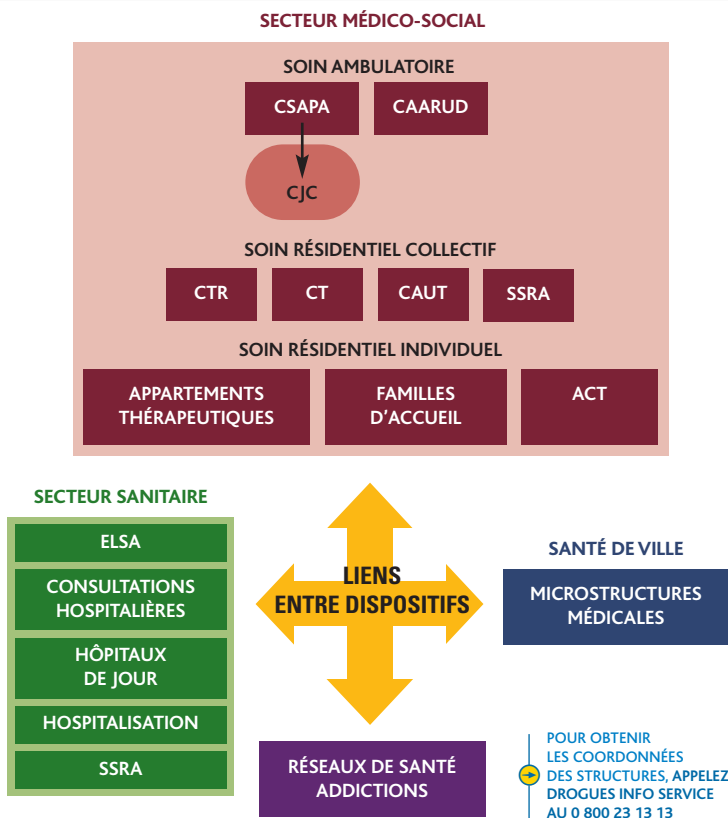 SECTEUR MÉDICO-SOCIAL
SOIN AMBULATOIRE
CSAPA
CAARUD
CJC
SOIN RÉSIDENTIEL COLLECTIF
CTR
CT
CAUT
SSRA
SOIN RÉSIDENTIEL INDIVIDUEL
APPARTEMENTS
THÉRAPEUTIQUES
FAMILLES
D'ACCUEIL
ACT
SECTEUR SANITAIRE
ELSA
CONSULTATIONS
HOSPITALIÈRES
HÔPITAUX
DE JOUR
HOSPITALISATION
SSRA
LIENS
ENTRE DISPOSITIFS
SANTÉ DE VILLE
MICROSTRUCTURES
MÉDICALES
RÉSEAUX DE SANTÉ
ADDICTIONS
POUR OBTENIR
LES COORDONNÉES
DES STRUCTURES, APPELEZ
DROGUES INFO SERVICE
AU 0 800 23 13 13